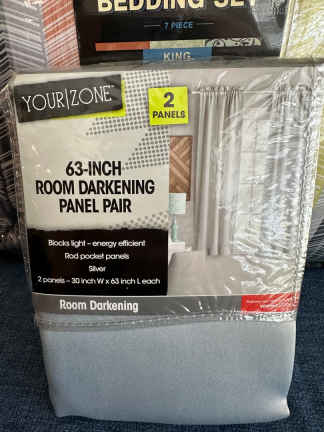 BEDDING SET
7 PIECE
KING
YOUR|ZONE
2
PANELS
63-INCH
ROOM DARKENING
PANEL PAIR
Blocks light – energy efficient
Rod pocket panels
Silver
2 panels – 30 inch W x 63 inch L each
Room Darkening